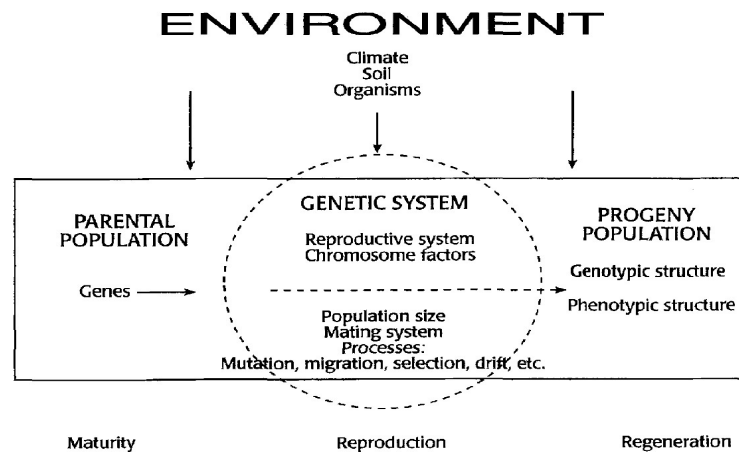 ENVIRONMENT
Climate
Soil
Organisms
PARENTAL
POPULATION
Genes
GENETIC SYSTEM
Reproductive system
Chromosome factors
Population size
Mating system
Processes:
Mutation, migration, selection, drift, etc.
PROGENY
POPULATION
Genotypic structure
Phenotypic structure
Maturity
Reproduction
Regeneration